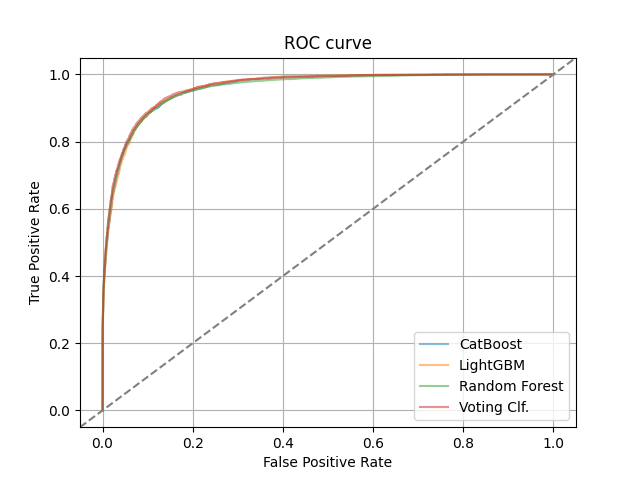 ROC curve
True Positive Rate
1.0
0.8
0.6
0.4
0.2
0.0
0.0 0.2 0.4 0.6 0.8 1.0
False Positive Rate
CatBoost
LightGBM
Random Forest
Voting Clf.